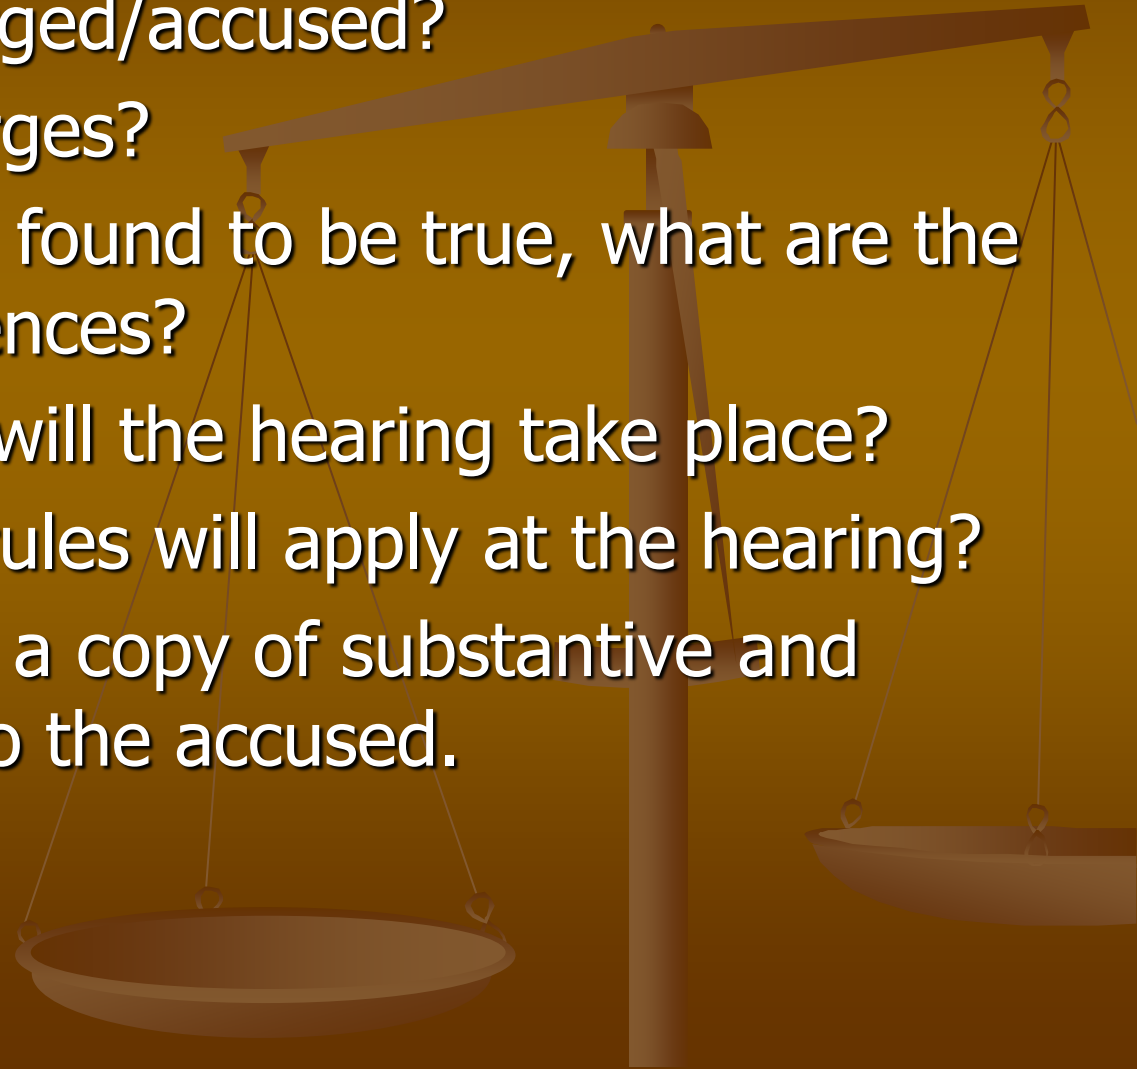 ged/accused?
rges?
found to be true, what are the
ences?
will the hearing take place?
ules will apply at the hearing?
a copy of substantive and
o the accused.